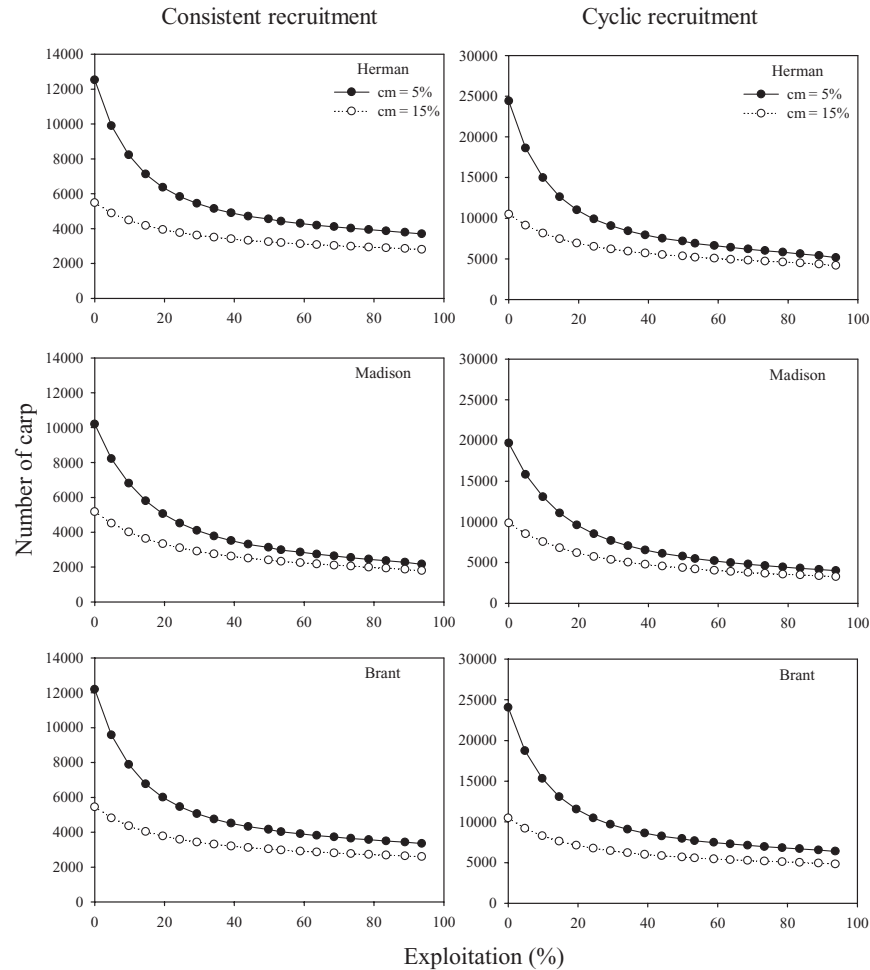 Consistent recruitment
Cyclic recruitment
14000
12000
10000
8000
6000
4000
2000
0
0 20 40 60 80 100
Herman
cm = 5%
cm = 15%
30000
25000
20000
15000
10000
5000
0
0 20 40 60 80 100
Herman
cm = 5%
cm = 15%
14000
12000
10000
8000
6000
4000
2000
0
0 20 40 60 80 100
Madison
30000
25000
20000
15000
10000
5000
0
0 20 40 60 80 100
Madison
14000
12000
10000
8000
6000
4000
2000
0
0 20 40 60 80 100
Brant
30000
25000
20000
15000
10000
5000
0
0 20 40 60 80 100
Brant
Number of carp
Exploitation (%)